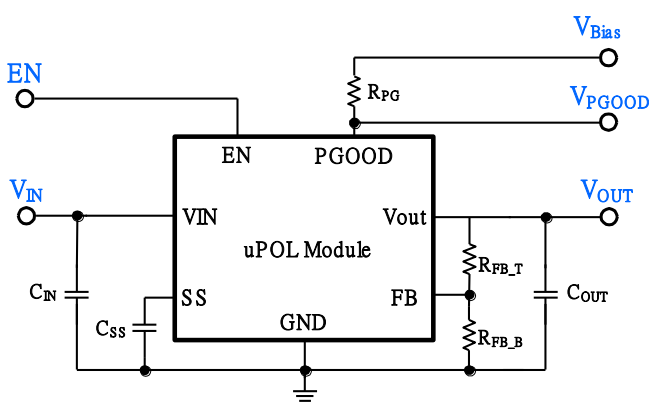 V_Bias
EN
R_PG
V_PGOOD
EN
PGOOD
V_IN
VIN
Vout
V_OUT
uPOL Module
R_FB_T
C_IN
SS
FB
C_OUT
C_SS
GND
R_FB_B